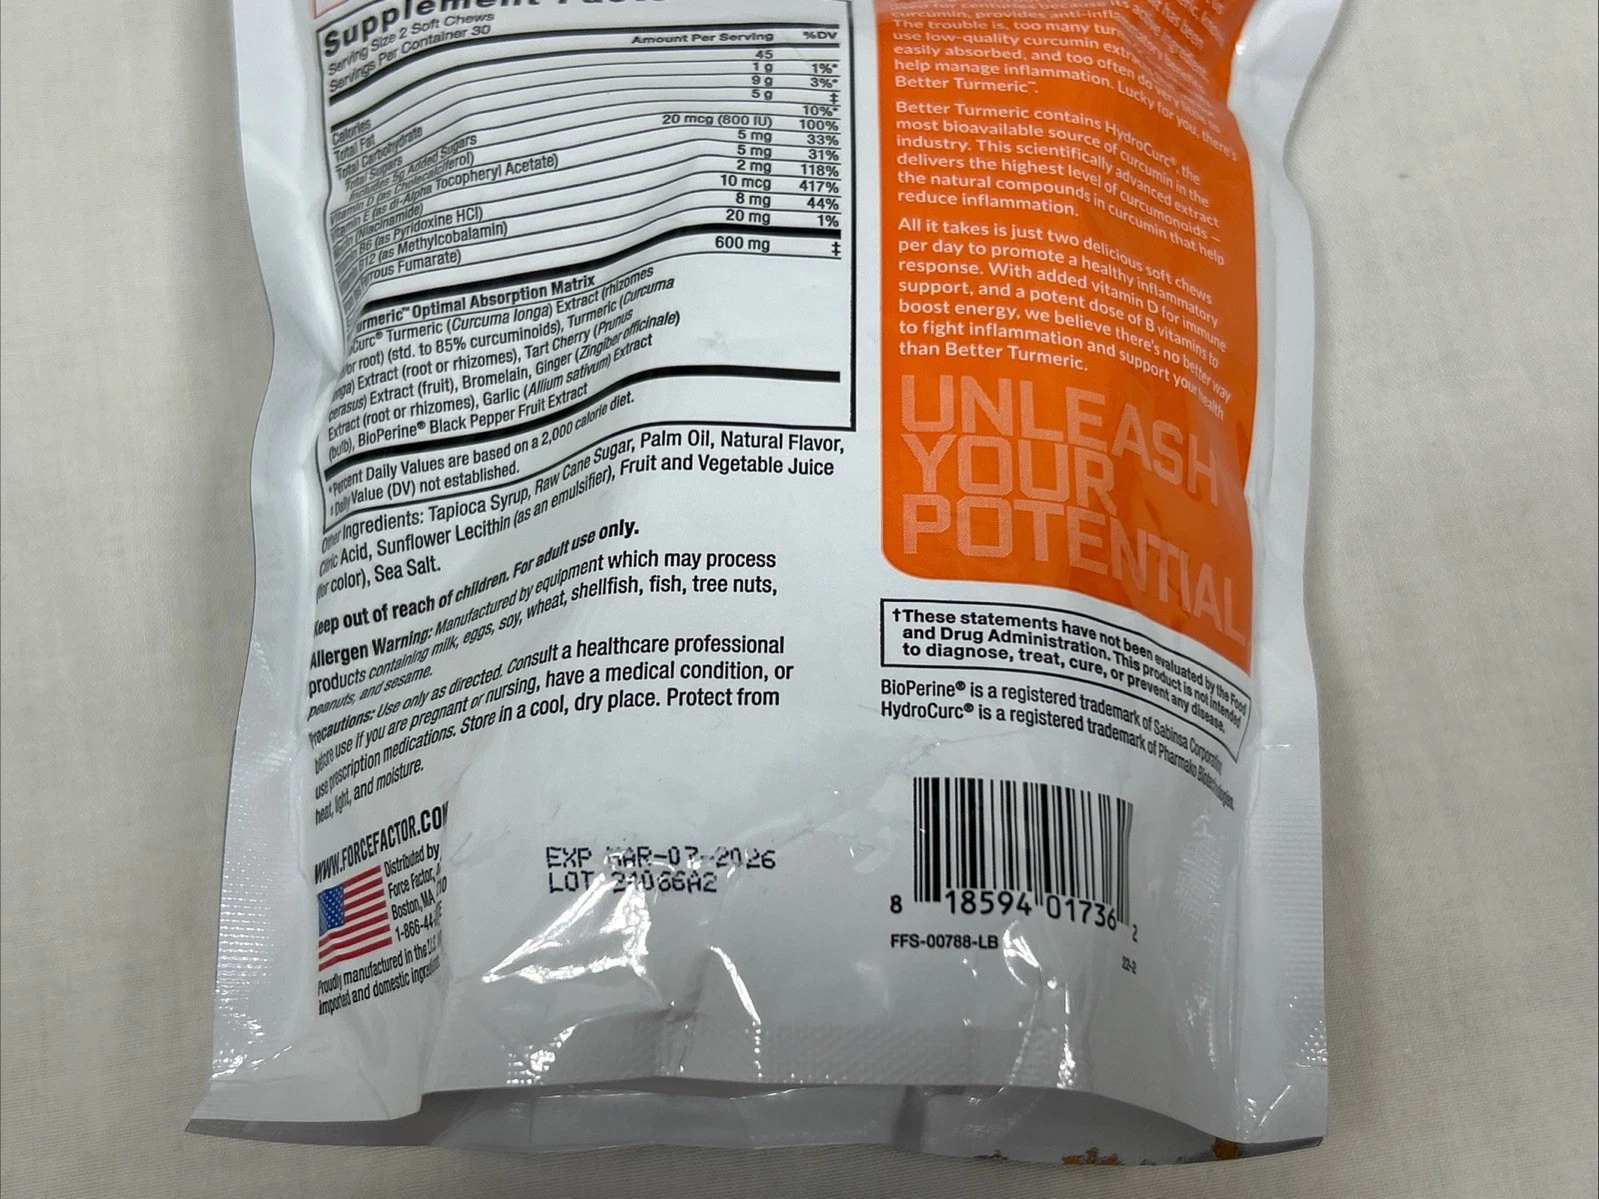 Supplement Facts
Serving Size 2 Soft Chews
Servings Per Container 30
Amount Per Serving %DV
Calories 45
Total Fat 1 g 1%*
Total Carbohydrate 9 g 3%*
Total Sugars 5 g ‡
Includes 5g Added Sugars 10%*
Vitamin D (as Cholecalciferol) 20 mcg (800 IU) 100%
Vitamin E (as dl-Alpha Tocopheryl Acetate) 5 mg 33%
(Niacinamide) 5 mg 31%
B6 (as Pyridoxine HCl) 2 mg 118%
B12 (as Methylcobalamin) 10 mcg 417%
Fumarate) 8 mg 44%
20 mg 1%
600 mg ‡
Optimal Absorption Matrix
Turmeric (Curcuma longa) Extract (rhizomes
or root) (std. to 85% curcuminoids), Turmeric (Curcuma
longa) Extract (root or rhizomes), Tart Cherry (Prunus
cerasus) Extract (fruit), Bromelain, Ginger (Zingiber officinale)
Extract (root or rhizomes), Garlic (Allium sativum) Extract
(bulb), BioPerine® Black Pepper Fruit Extract
*Percent Daily Values are based on a 2,000 calorie diet.
‡ Daily Value (DV) not established.
Other Ingredients: Tapioca Syrup, Raw Cane Sugar, Palm Oil, Natural Flavor,
Citric Acid, Sunflower Lecithin (as an emulsifier), Fruit and Vegetable Juice
(for color), Sea Salt.
Keep out of reach of children. For adult use only.
Allergen Warning: Manufactured by equipment which may process
products containing milk, eggs, soy, wheat, shellfish, fish, tree nuts,
peanuts, and sesame.
Precautions: Use only as directed. Consult a healthcare professional
before use if you are pregnant or nursing, have a medical condition, or
use prescription medications. Store in a cool, dry place. Protect from
heat, light, and moisture.
WWW.FORCEFACTOR.COM
Distributed by
Force Factor,
Boston, MA
1-866-44
Proudly manufactured in the
imported and domestic
EXP MAR-07-2026
LOT
curcumin, provides anti-inflammatory
The trouble is, too many
use low-quality curcumin
easily absorbed, and too often do very little to
help manage inflammation. Lucky for you, there's
Better Turmeric™.
Better Turmeric contains HydroCurc®, the
most bioavailable source of curcumin in the
industry. This scientifically advanced extract
delivers the highest level of curcumonoids –
the natural compounds in curcumin that help
reduce inflammation.
All it takes is just two delicious soft chews
per day to promote a healthy inflammatory
response. With added vitamin D for immune
support, and a potent dose of B vitamins to
boost energy, we believe there's no better way
to fight inflammation and support your health
than Better Turmeric.
UNLEASH
YOUR
POTENTIAL
†These statements have not been evaluated by the Food
and Drug Administration. This product is not intended
to diagnose, treat, cure, or prevent any disease.
BioPerine® is a registered trademark of Sabinsa Corporation
HydroCurc® is a registered trademark of Pharmako Biotechnologies.
8 18594 01736 2
FFS-00788-LB
22-2